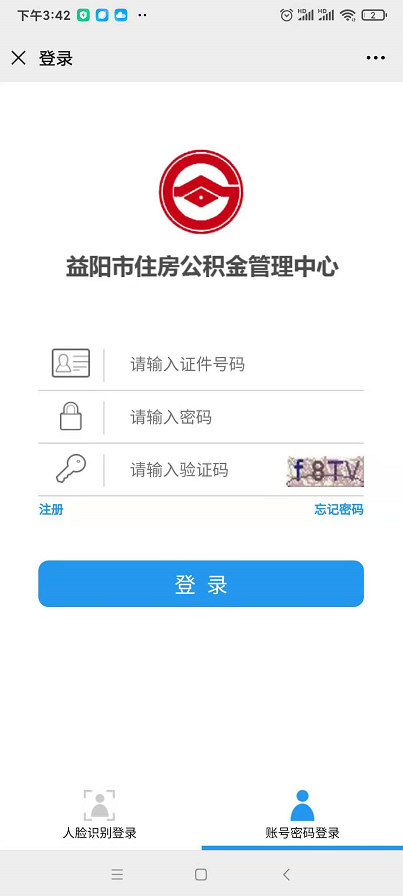 下午3:42
HD
HD
2
登录
益阳市住房公积金管理中心
请输入证件号码
请输入密码
请输入验证码
f8TV
注册
忘记密码
登录
人脸识别登录
账号密码登录